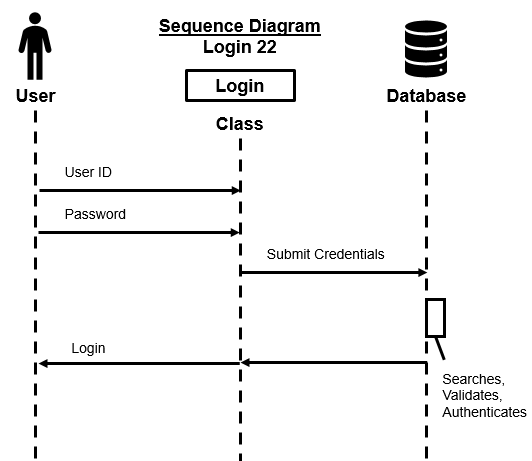 Sequence Diagram
Login 22
Login
User
Class
Database
User ID
Password
Submit Credentials
Login
Searches,
Validates,
Authenticates